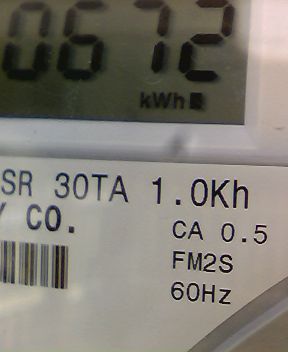 0672
kWh
SR 30TA 1.0Kh
Y CO.
CA 0.5
FM2S
60Hz